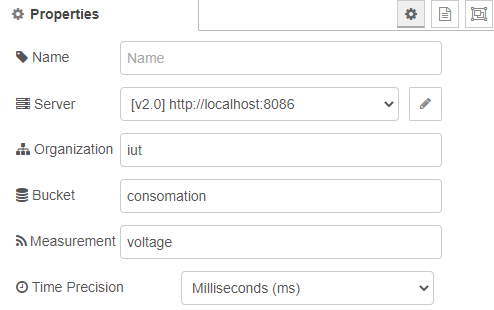 Properties
Name
Name
Server
[v2.0] http://localhost:8086
Organization
iut
Bucket
consomation
Measurement
voltage
Time Precision
Milliseconds (ms)